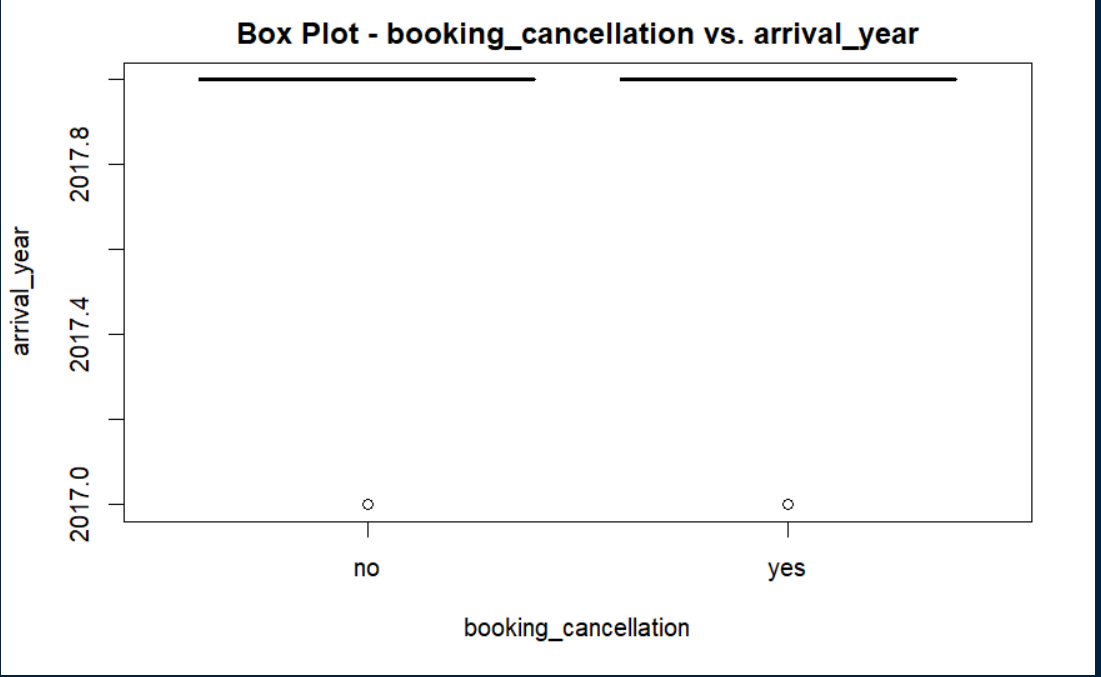 Box Plot - booking_cancellation vs. arrival_year
arrival_year
2017.8
2017.4
2017.0
no yes
booking_cancellation